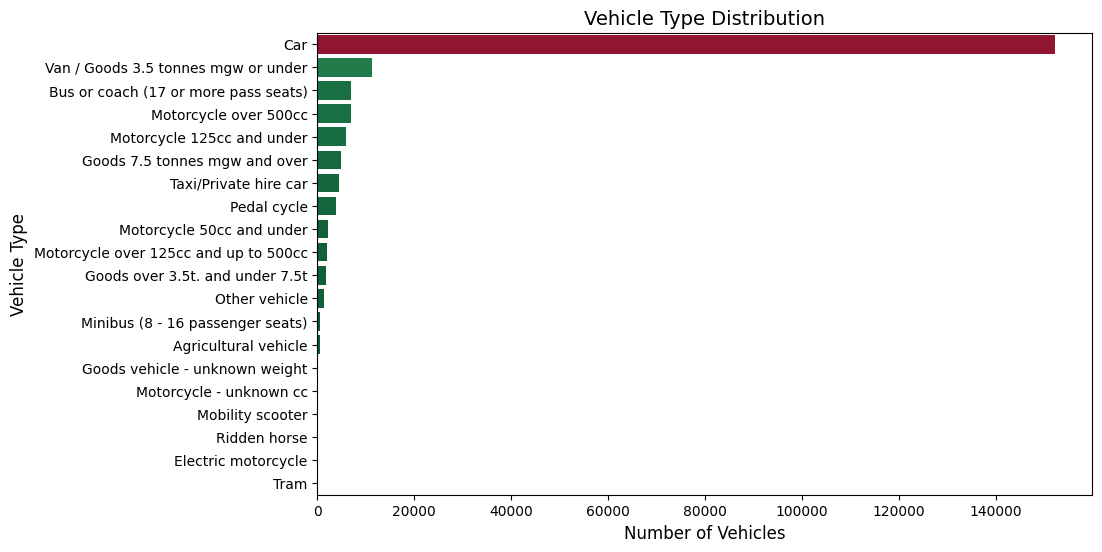 Vehicle Type Distribution
Vehicle Type
Car
Van / Goods 3.5 tonnes mgw or under
Bus or coach (17 or more pass seats)
Motorcycle over 500cc
Motorcycle 125cc and under
Goods 7.5 tonnes mgw and over
Taxi/Private hire car
Pedal cycle
Motorcycle 50cc and under
Motorcycle over 125cc and up to 500cc
Goods over 3.5t. and under 7.5t
Other vehicle
Minibus (8 - 16 passenger seats)
Agricultural vehicle
Goods vehicle - unknown weight
Motorcycle - unknown cc
Mobility scooter
Ridden horse
Electric motorcycle
Tram
0 20000 40000 60000 80000 100000 120000 140000
Number of Vehicles